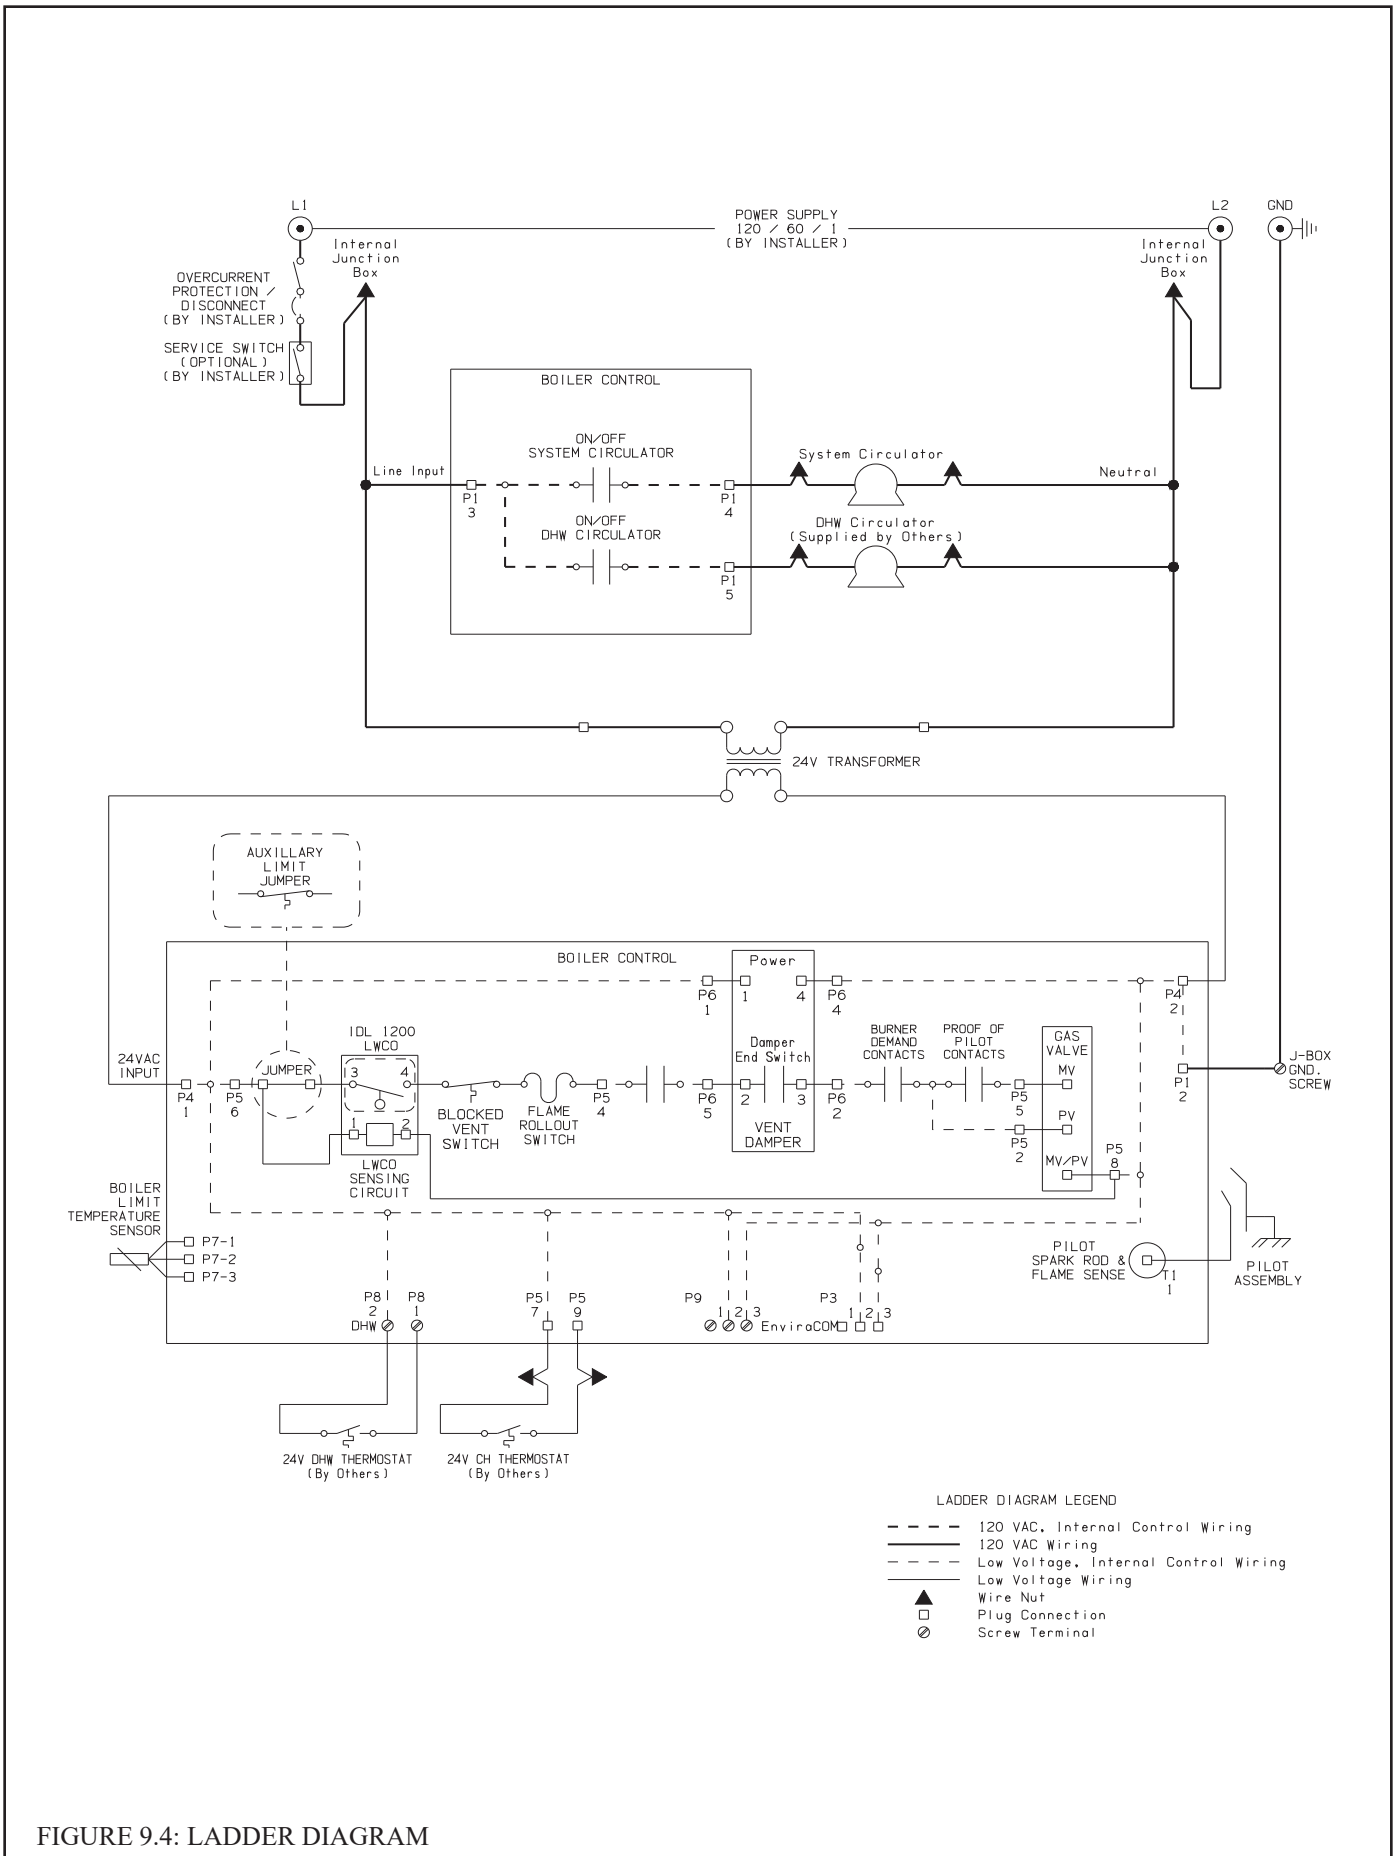 L1
L2
GND
POWER SUPPLY
120 / 60 / 1
(BY INSTALLER)
Internal
Junction
Box
Internal
Junction
Box
OVERCURRENT
PROTECTION /
DISCONNECT
(BY INSTALLER)
SERVICE SWITCH
(OPTIONAL)
(BY INSTALLER)
BOILER CONTROL
ON/OFF
SYSTEM CIRCULATOR
System Circulator
Line Input
Neutral
P1
3
P1
4
ON/OFF
DHW CIRCULATOR
DHW Circulator
(Supplied by Others)
P1
5
24V TRANSFORMER
AUXILLARY
LIMIT
JUMPER
BOILER CONTROL
Power
P6
1
1
4
P6
4
P4
2
IDL 1200
LWCO
Damper
End Switch
BURNER
DEMAND
CONTACTS
PROOF OF
PILOT
CONTACTS
GAS
VALVE
24VAC
INPUT
JUMPER
3
4
MV
J-BOX
GND.
SCREW
P4
1
P5
6
BLOCKED
VENT
SWITCH
FLAME
ROLLOUT
SWITCH
P5
4
P6
5
2
3
P6
2
P5
5
P1
2
1
2
VENT
DAMPER
PV
P5
2
LWCO
SENSING
CIRCUIT
MV/PV
P5
8
BOILER
LIMIT
TEMPERATURE
SENSOR
P7-1
P7-2
P7-3
PILOT
SPARK ROD &
FLAME SENSE
T1
1
PILOT
ASSEMBLY
P8
2
P8
1
DHW
P5
7
P5
9
P9
1
2
3
EnviraCOM
P3
1
2
3
24V DHW THERMOSTAT
(By Others)
24V CH THERMOSTAT
(By Others)
LADDER DIAGRAM LEGEND
120 VAC, Internal Control Wiring
120 VAC Wiring
Low Voltage, Internal Control Wiring
Low Voltage Wiring
Wire Nut
Plug Connection
Screw Terminal
FIGURE 9.4: LADDER DIAGRAM